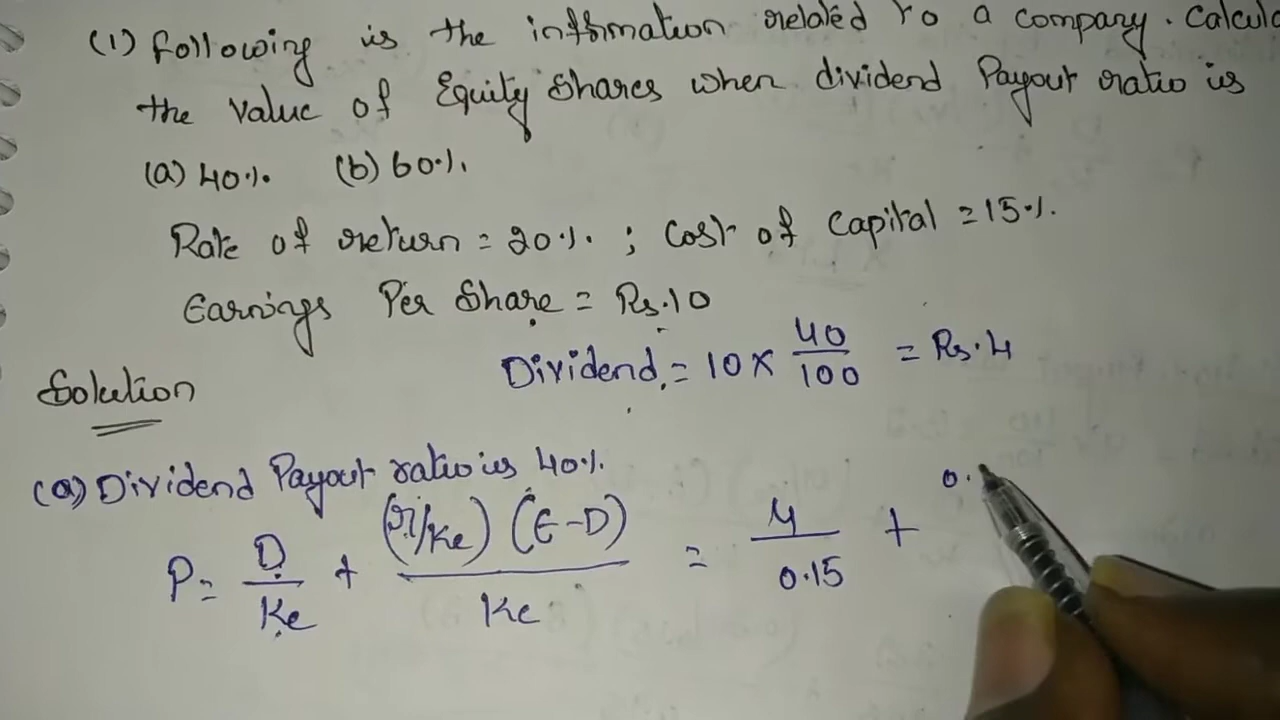 (1) Following is the information related to a company. Calcula
the value of Equity Shares when dividend Payout ratio is
(a) 40%. (b) 60%.
Rate of return = 20%. ; Cost of Capital = 15%.
Earnings Per Share = Rs.10
Dividend = 10 × 40/100 = Rs.4
Solution
(a) Dividend Payout ratio is 40%.
P = D/Ke + (r/Ke) (E-D)/Ke = 4/0.15 + 0.